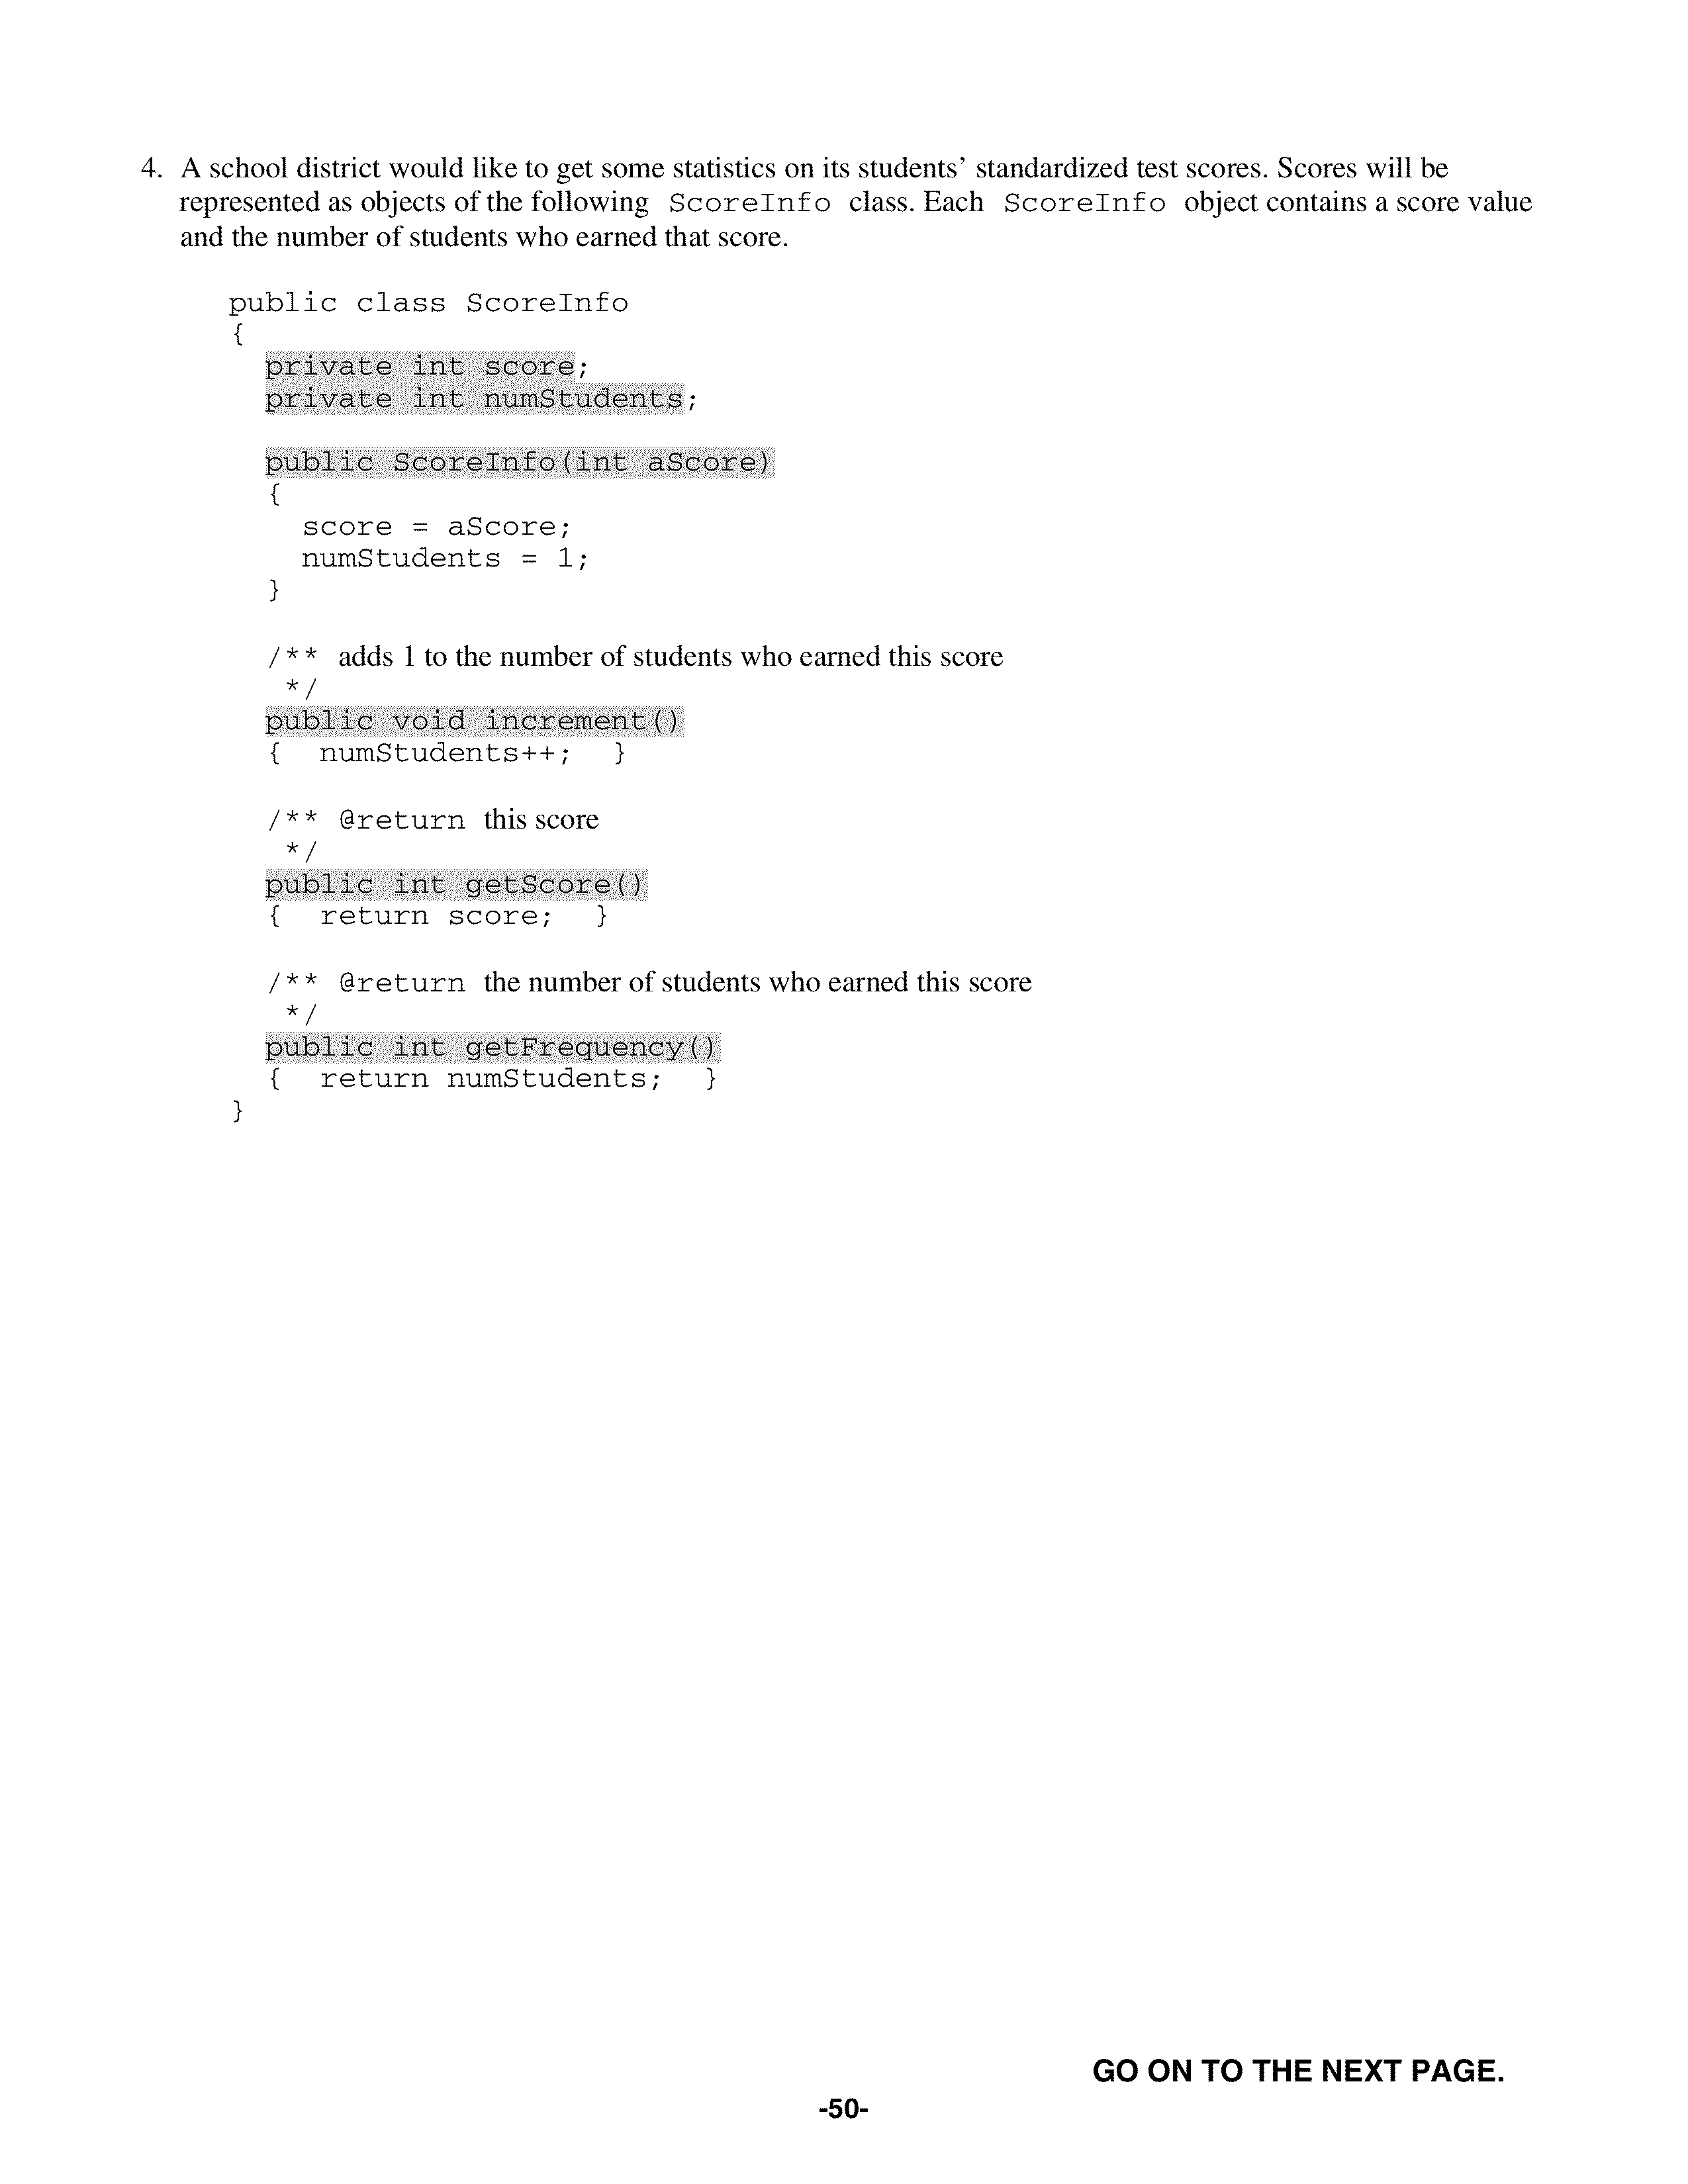 4. A school district would like to get some statistics on its students’ standardized test scores. Scores will be
represented as objects of the following ScoreInfo class. Each ScoreInfo object contains a score value
and the number of students who earned that score.
public class ScoreInfo
{
private int score;
private int numStudents;
public ScoreInfo(int aScore)
{
score = aScore;
numStudents = 1;
}
/** adds 1 to the number of students who earned this score
*/
public void increment()
{ numStudents++; }
/** @return this score
*/
public int getScore()
{ return score; }
/** @return the number of students who earned this score
*/
public int getFrequency()
{ return numStudents; }
}
GO ON TO THE NEXT PAGE.
-50-